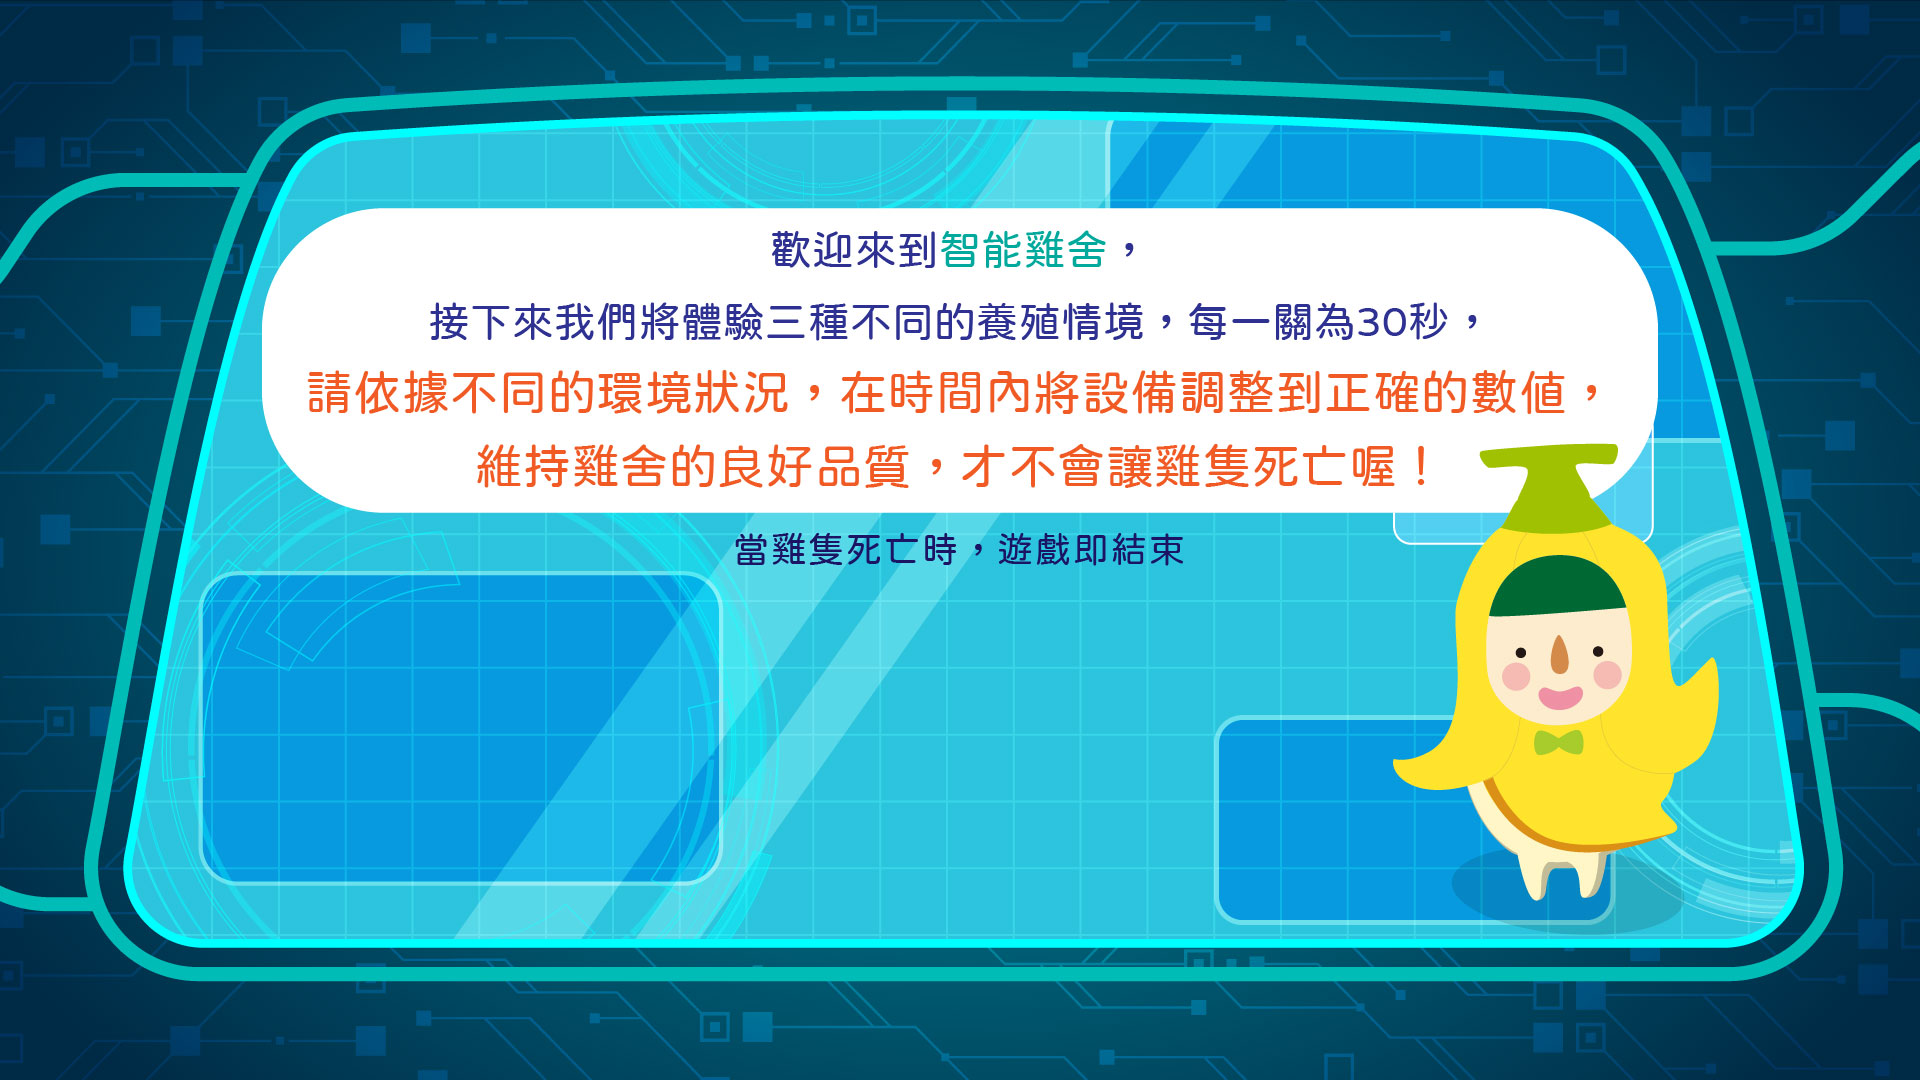 歡迎來到智能雞舍，
接下來我們將體驗三種不同的養殖情境，每一關為30秒，
請依據不同的環境狀況，在時間內將設備調整到正確的數值，
維持雞舍的良好品質，才不會讓雞隻死亡喔！
當雞隻死亡時，遊戲即結束